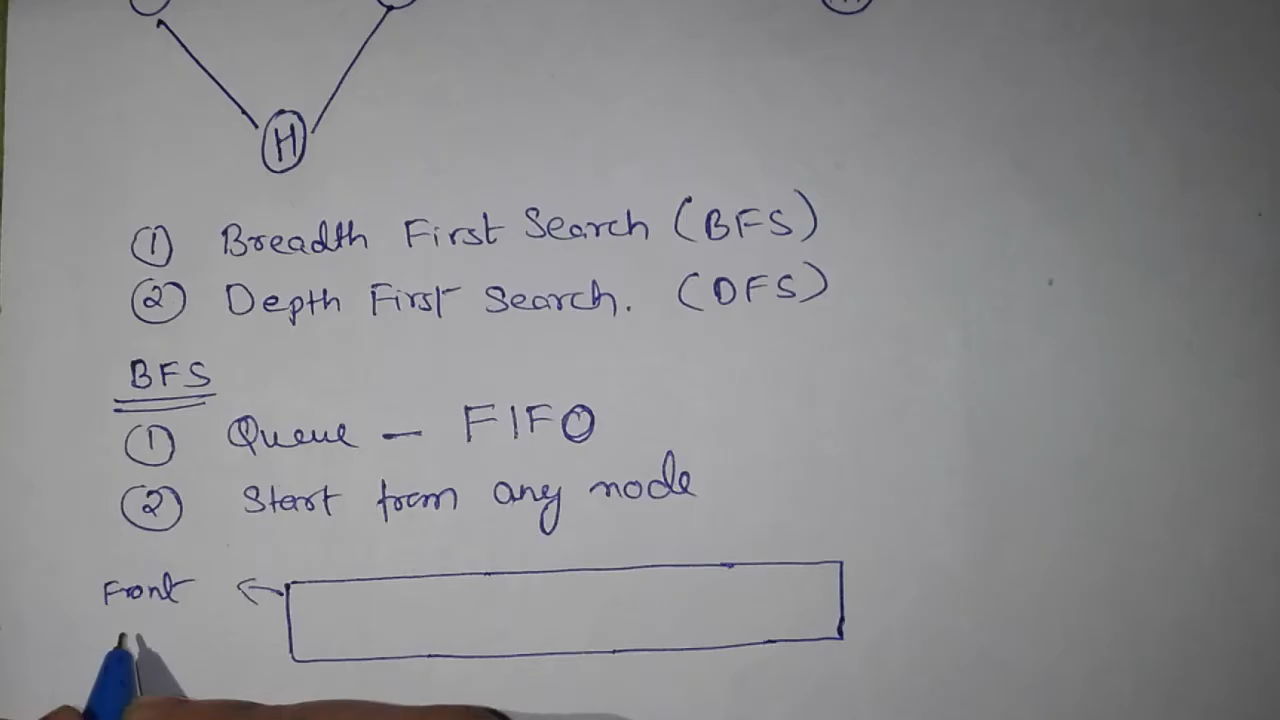 H
① Breadth First Search (BFS)
② Depth First Search. (DFS)
BFS
① Queue - FIFO
② Start from any node
Front